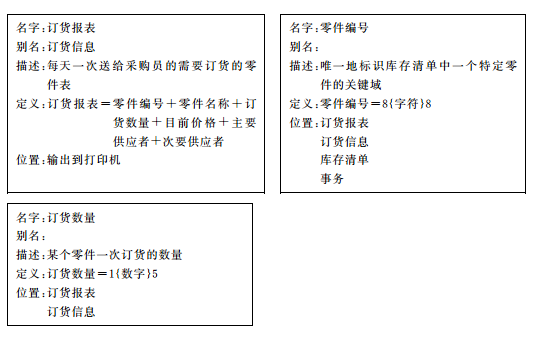 名字:订货报表
别名:订货信息
描述:每天一次送给采购员的需要订货的零
件表
定义:订货报表=零件编号+零件名称+订
货数量+目前价格+主要
供应者+次要供应者
位置:输出到打印机
名字:零件编号
别名:
描述:唯一地标识库存清单中一个特定零
件的关键域
定义:零件编号=8{字符}8
位置:订货报表
订货信息
库存清单
事务
名字:订货数量
别名:
描述:某个零件一次订货的数量
定义:订货数量=1{数字}5
位置:订货报表
订货信息